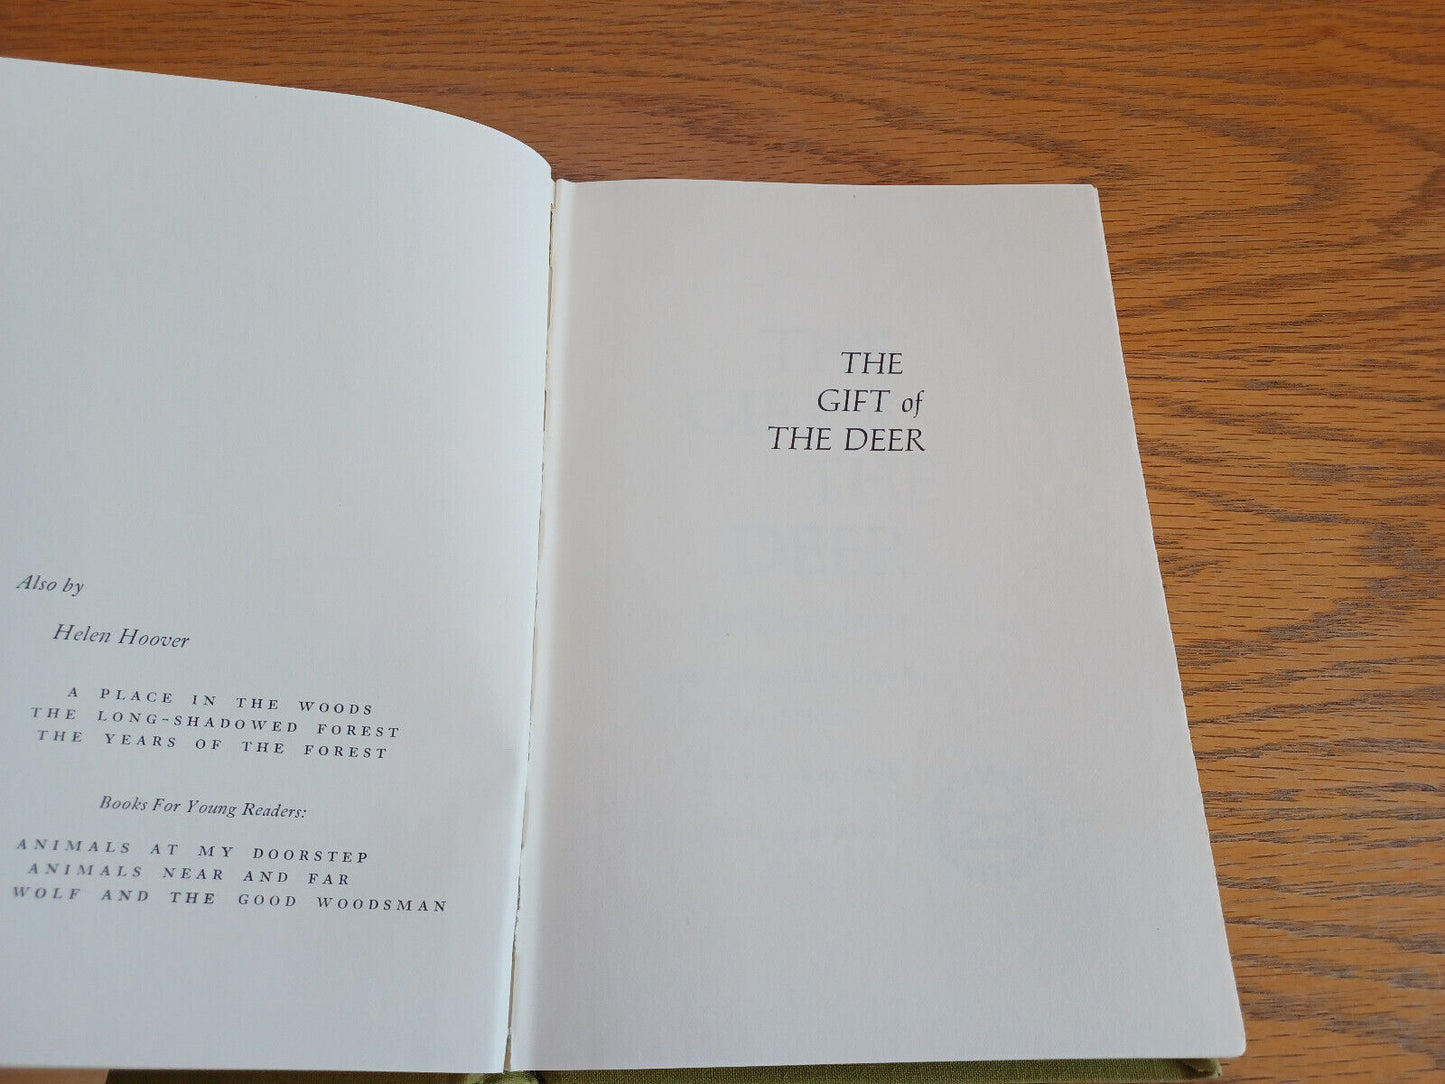 Also by
Helen Hoover
A PLACE IN THE WOODS
THE LONG-SHADOWED FOREST
THE YEARS OF THE FOREST
Books For Young Readers:
ANIMALS AT MY DOORSTEP
ANIMALS NEAR AND FAR
WOLF AND THE GOOD WOODSMAN
THE
GIFT of
THE DEER